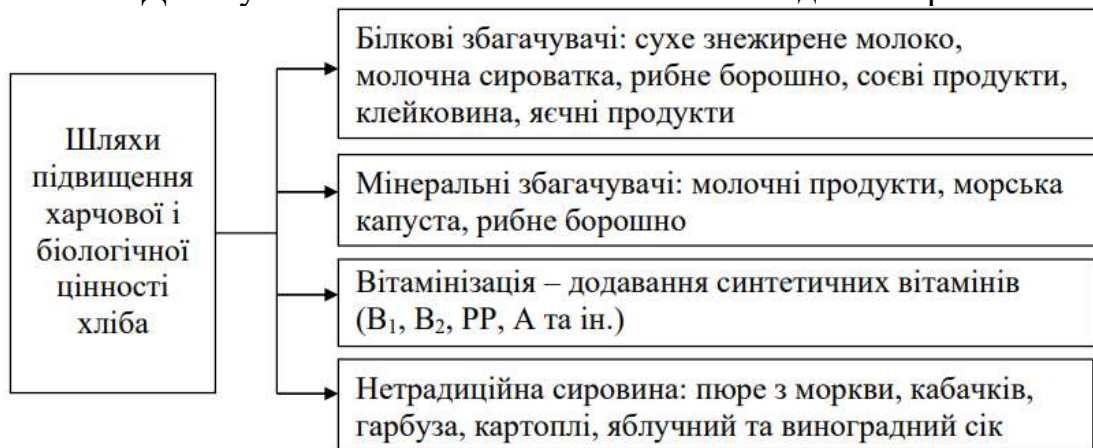 Шляхи
підвищення
харчової і
біологічної
цінності
хліба
Білкові збагачувачі: сухе знежирене молоко,
молочна сироватка, рибне борошно, соєві продукти,
клейковина, яєчні продукти
Мінеральні збагачувачі: молочні продукти, морська
капуста, рибне борошно
Вітамінізація – додавання синтетичних вітамінів
(В₁, В₂, РР, А та ін.)
Нетрадиційна сировина: пюре з моркви, кабачків,
гарбуза, картоплі, яблучний та виноградний сік